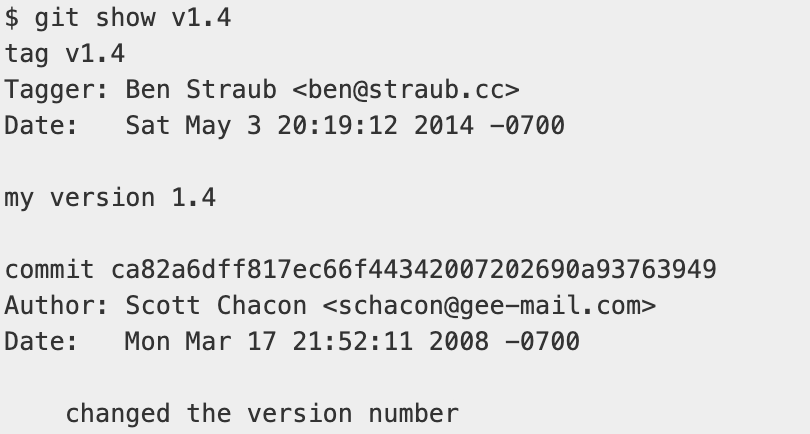 $ git show v1.4
tag v1.4
Tagger: Ben Straub <ben@straub.cc>
Date:   Sat May 3 20:19:12 2014 -0700

my version 1.4

commit ca82a6dff817ec66f44342007202690a93763949
Author: Scott Chacon <schacon@gee-mail.com>
Date:   Mon Mar 17 21:52:11 2008 -0700

    changed the version number